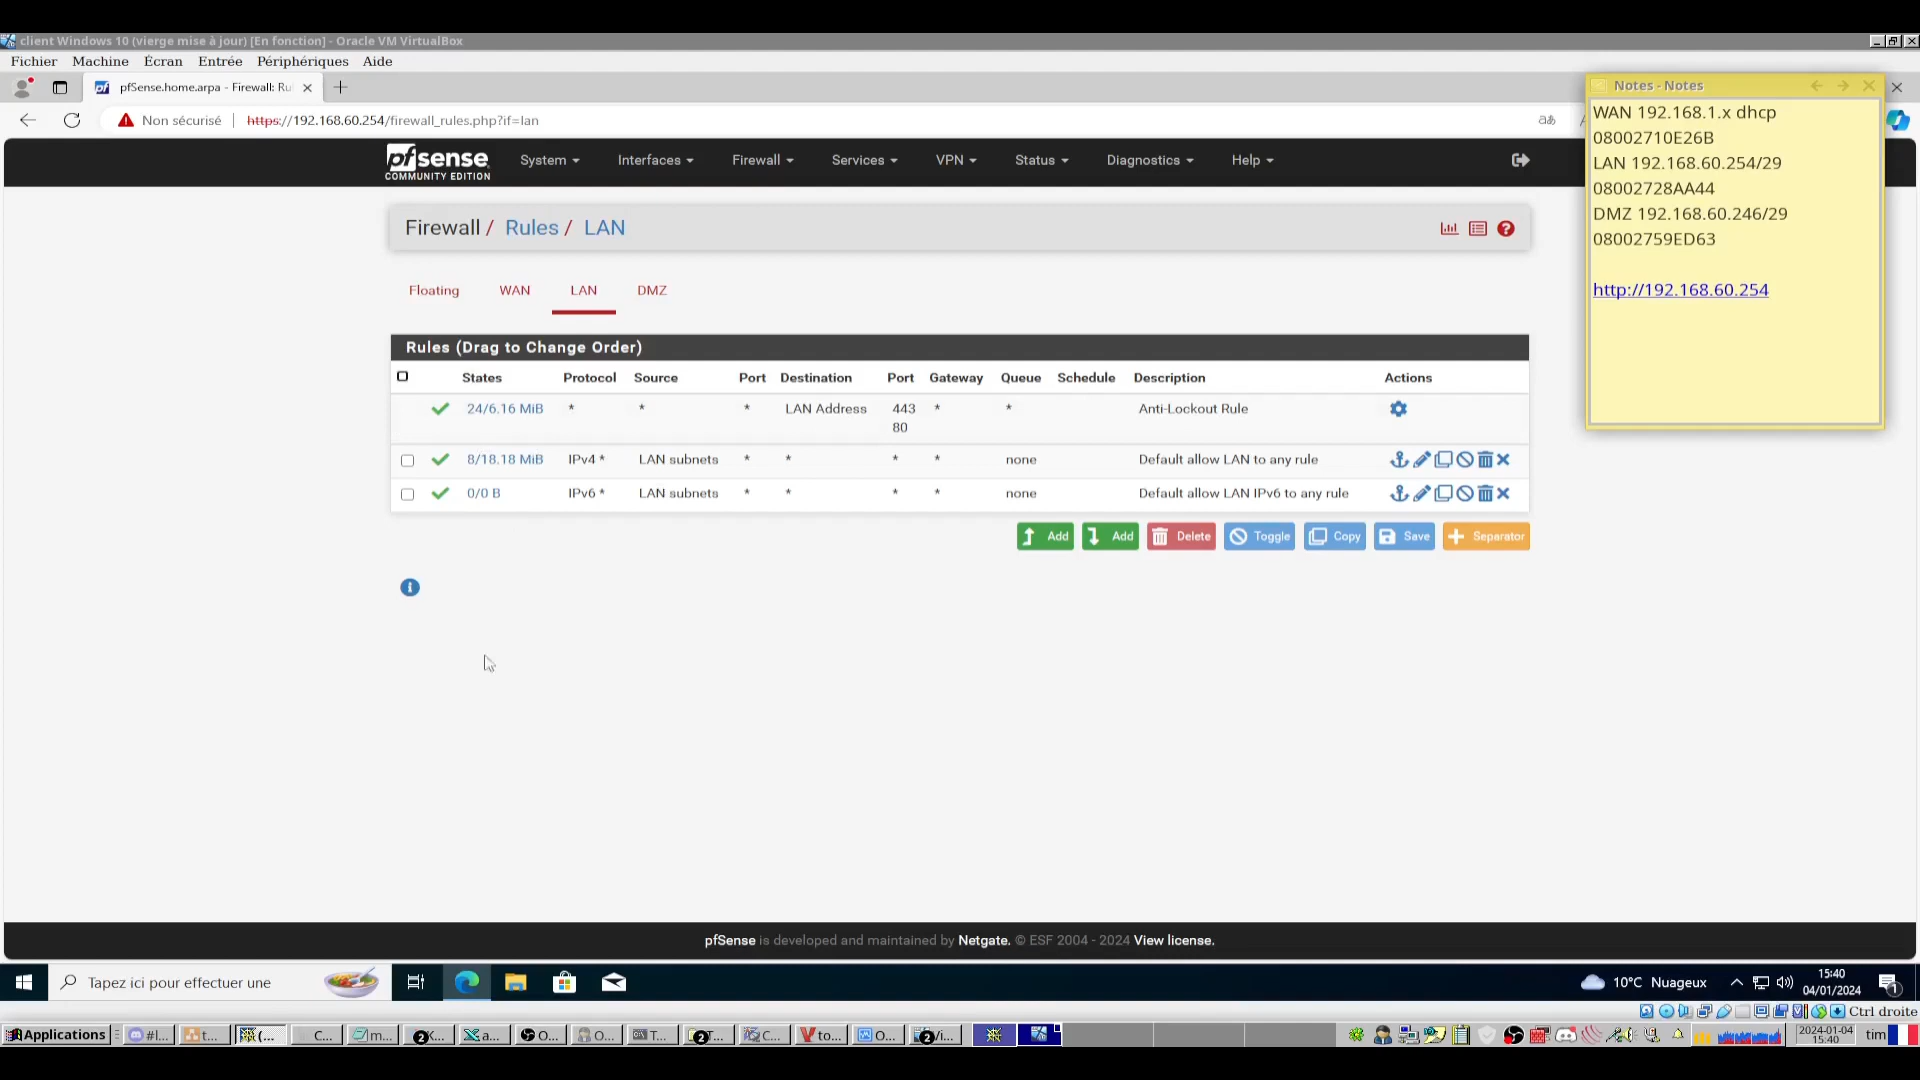 client Windows 10 (vierge mise à jour) [En fonction] - Oracle VM VirtualBox
Fichier Machine Écran Entrée Périphériques Aide
pfSense.home.arpa - Firewall: Ru
Non sécurisé https://192.168.60.254/firewall_rules.php?if=lan
Notes - Notes
WAN 192.168.1.x dhcp
08002710E26B
LAN 192.168.60.254/29
08002728AA44
DMZ 192.168.60.246/29
08002759ED63
http://192.168.60.254
pfsense
COMMUNITY EDITION
System Interfaces Firewall Services VPN Status Diagnostics Help
Firewall / Rules / LAN
Floating WAN LAN DMZ
Rules (Drag to Change Order)
States Protocol Source Port Destination Port Gateway Queue Schedule Description Actions
24/6.16 MiB * * * LAN Address 443 * * Anti-Lockout Rule
80
8/18.18 MiB IPv4 * LAN subnets * * * * none Default allow LAN to any rule
0/0 B IPv6 * LAN subnets * * * * none Default allow LAN IPv6 to any rule
Add Add Delete Toggle Copy Save Separator
pfSense is developed and maintained by Netgate. © ESF 2004 - 2024 View license.
Tapez ici pour effectuer une
10°C Nuageux
15:40
04/01/2024
1
Ctrl droite
Applications #l... t... (... C... m... K... a... O... O... T... T... C... to... O... /i...
2024-01-04
15:40
tim